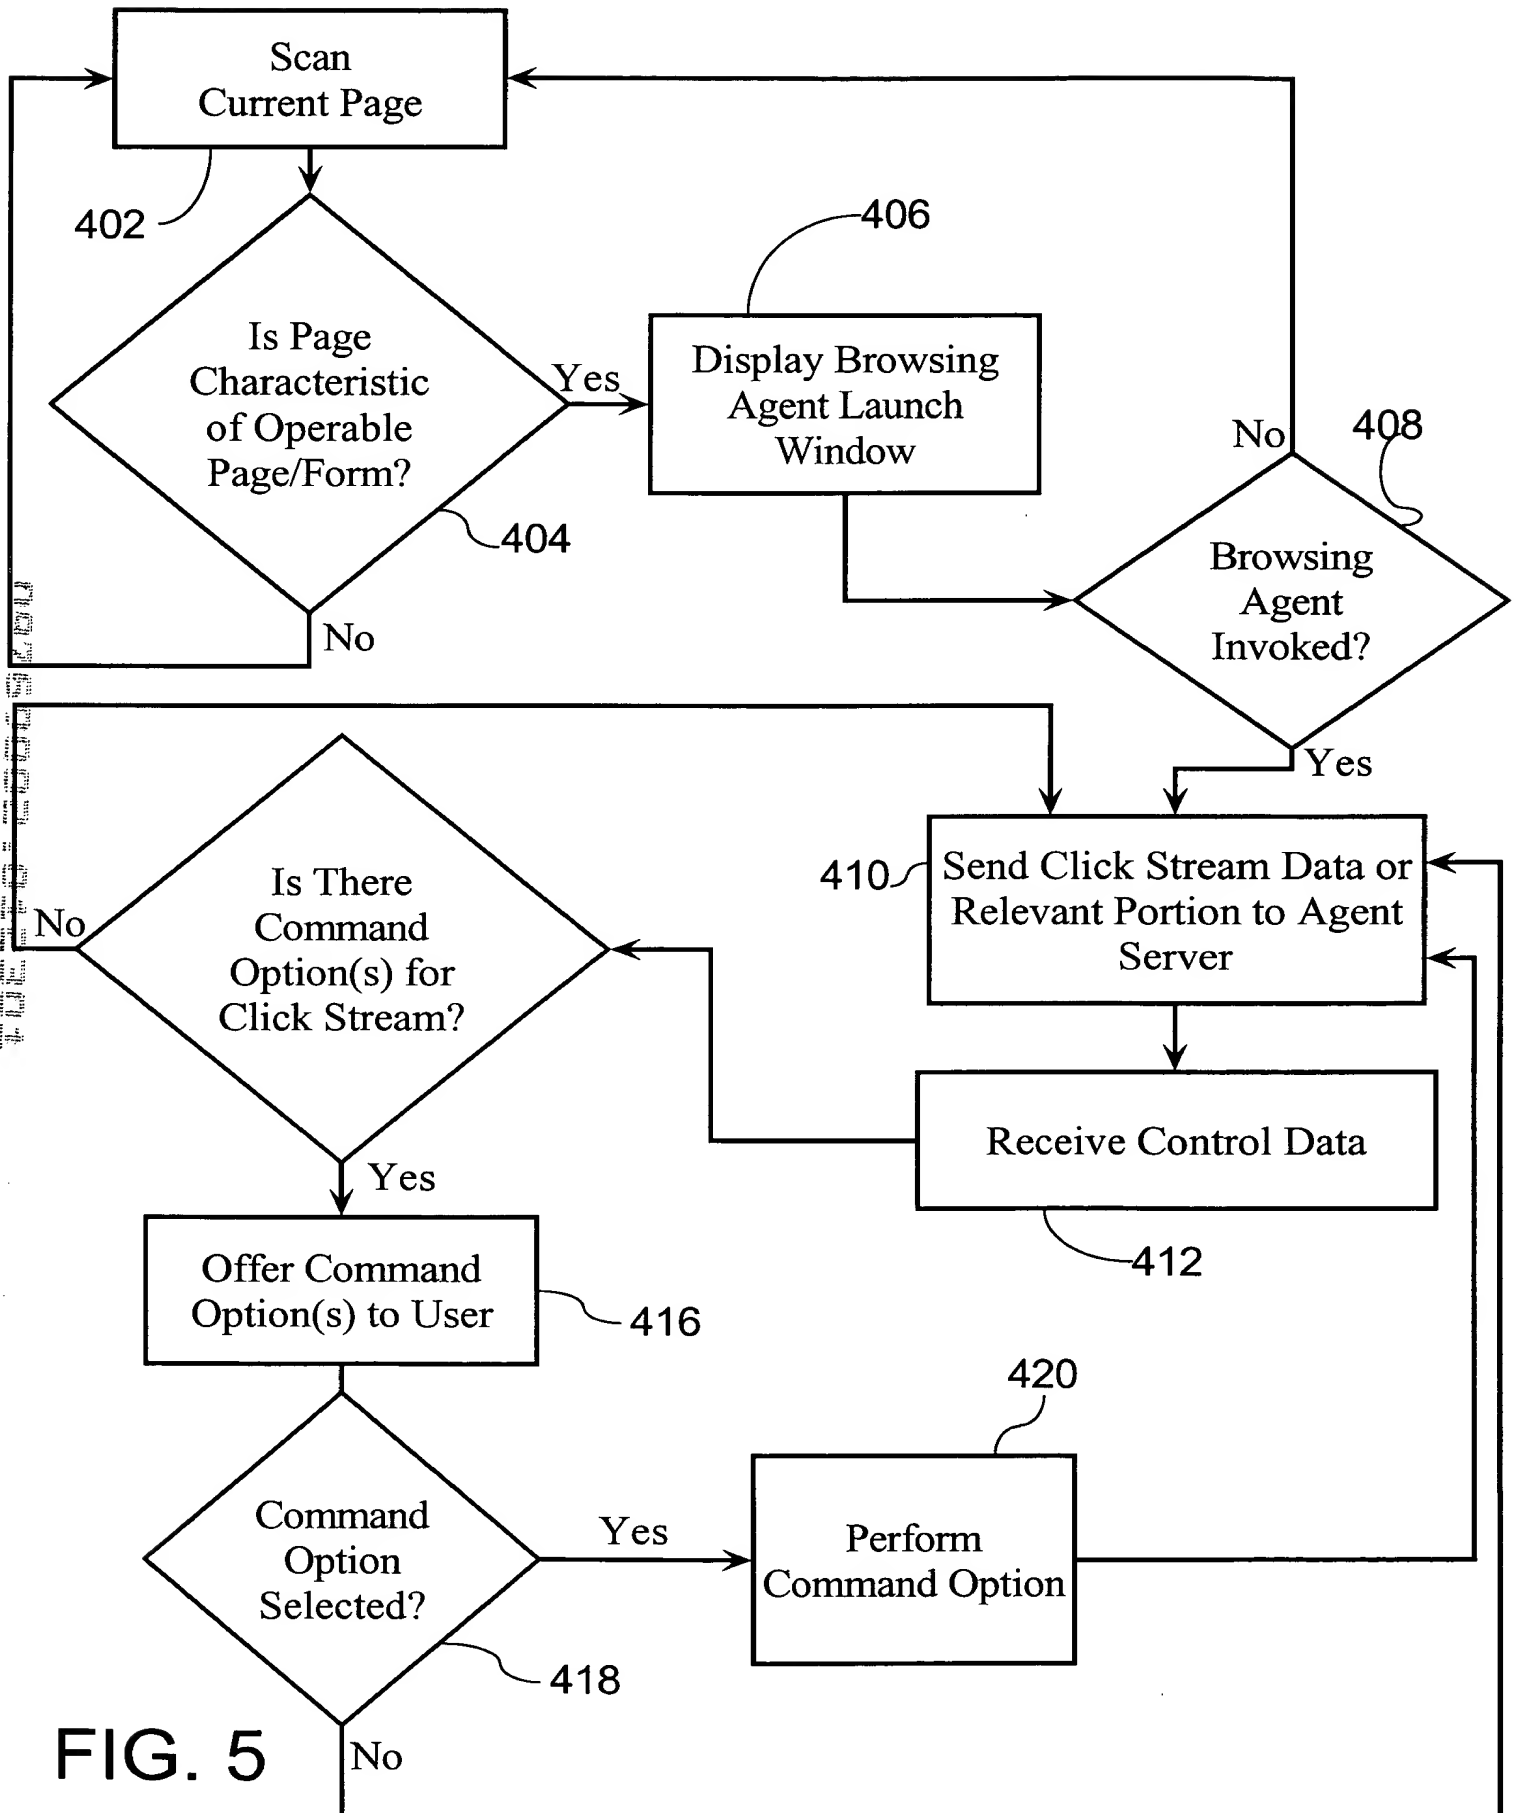 Scan
Current Page
402
406
Is Page
Characteristic
of Operable
Page/Form?
Yes
Display Browsing
Agent Launch
Window
No
408
404
Browsing
Agent
Invoked?
No
Yes
410
Send Click Stream Data or
Relevant Portion to Agent
Server
Is There
Command
Option(s) for
Click Stream?
No
Receive Control Data
Yes
412
Offer Command
Option(s) to User
416
420
Command
Option
Selected?
Yes
Perform
Command Option
418
No
FIG. 5